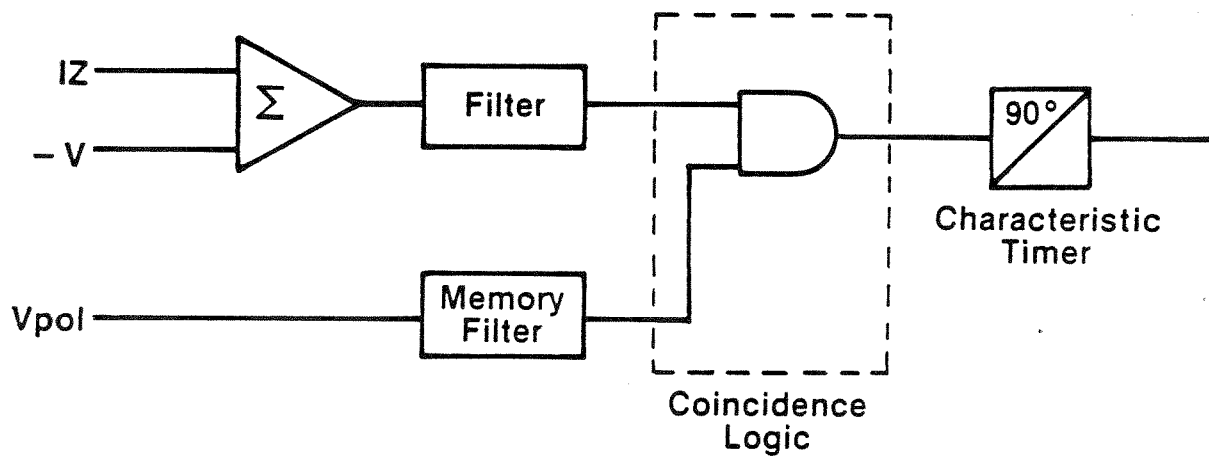 IZ
Σ
Filter
– V
90°
Characteristic
Timer
Vpol
Memory
Filter
Coincidence
Logic